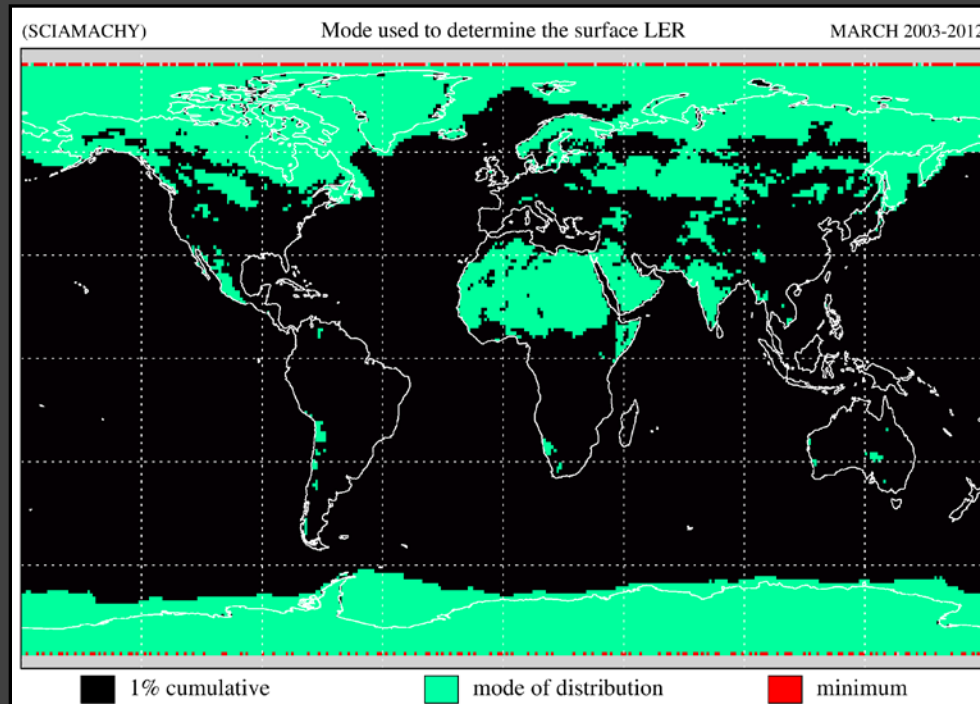 (SCIAMACHY) Mode used to determine the surface LER MARCH 2003-2012
1% cumulative mode of distribution minimum